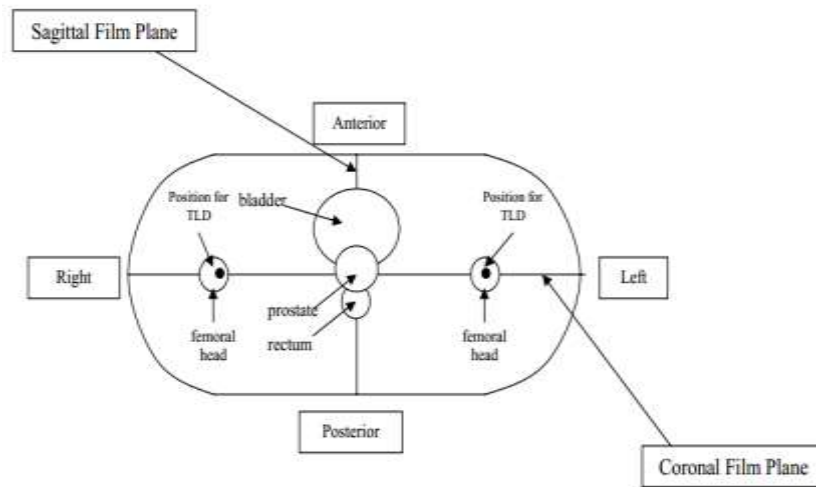 Sagittal Film Plane
Anterior
Position for
TLD
bladder
Position for
TLD
Right
Left
prostate
rectum
femoral
head
femoral
head
Posterior
Coronal Film Plane